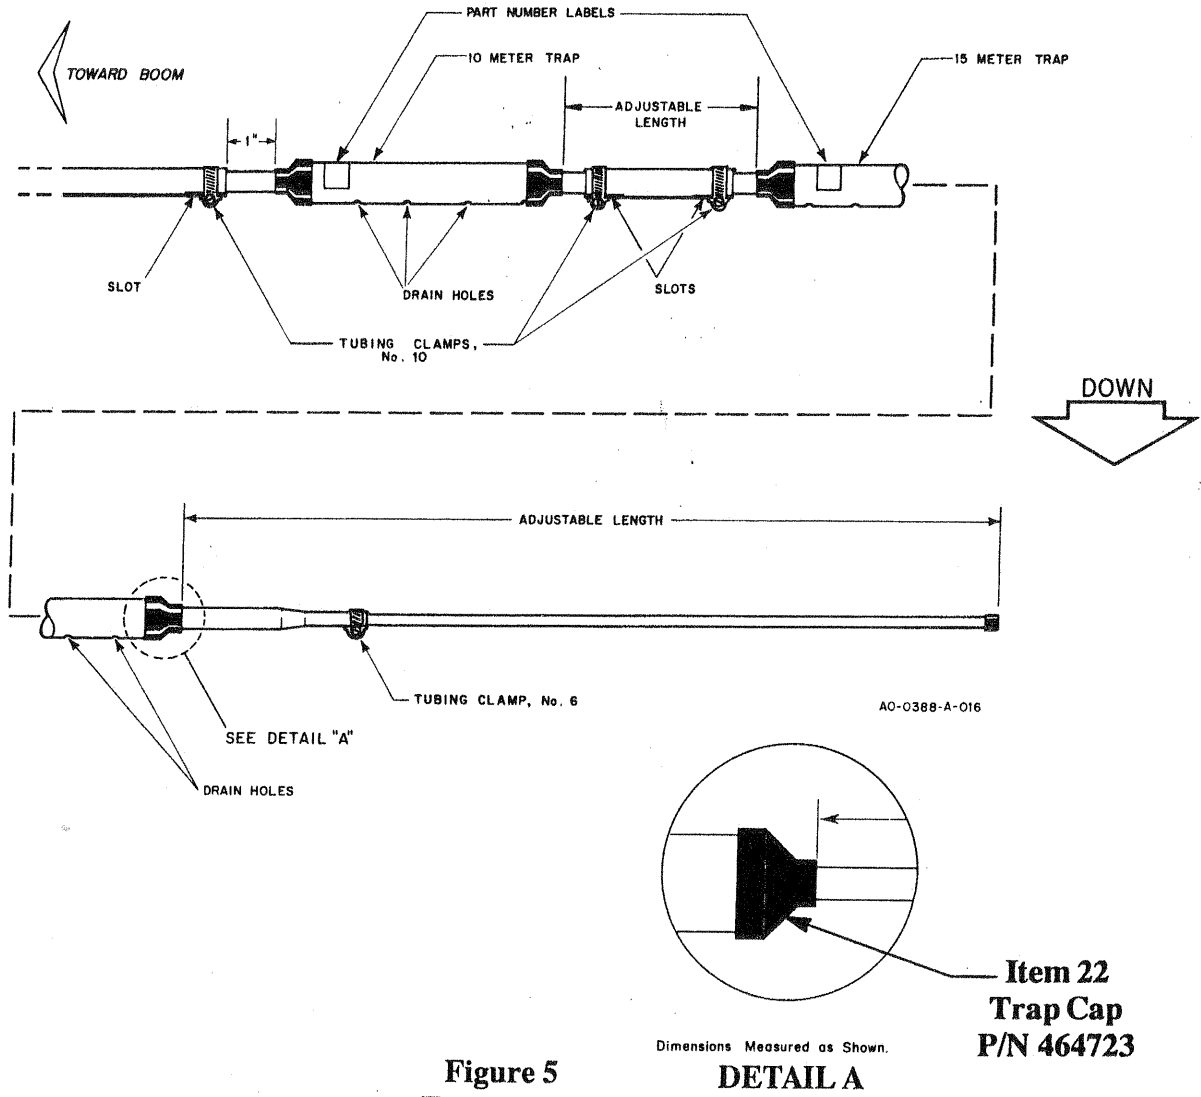 PART NUMBER LABELS
TOWARD BOOM
10 METER TRAP
15 METER TRAP
ADJUSTABLE
LENGTH
1"
SLOT
DRAIN HOLES
SLOTS
TUBING CLAMPS,
No. 10
DOWN
ADJUSTABLE LENGTH
TUBING CLAMP, No. 6
AO-0388-A-016
SEE DETAIL "A"
DRAIN HOLES
Item 22
Trap Cap
P/N 464723
Dimensions Measured as Shown.
Figure 5
DETAIL A